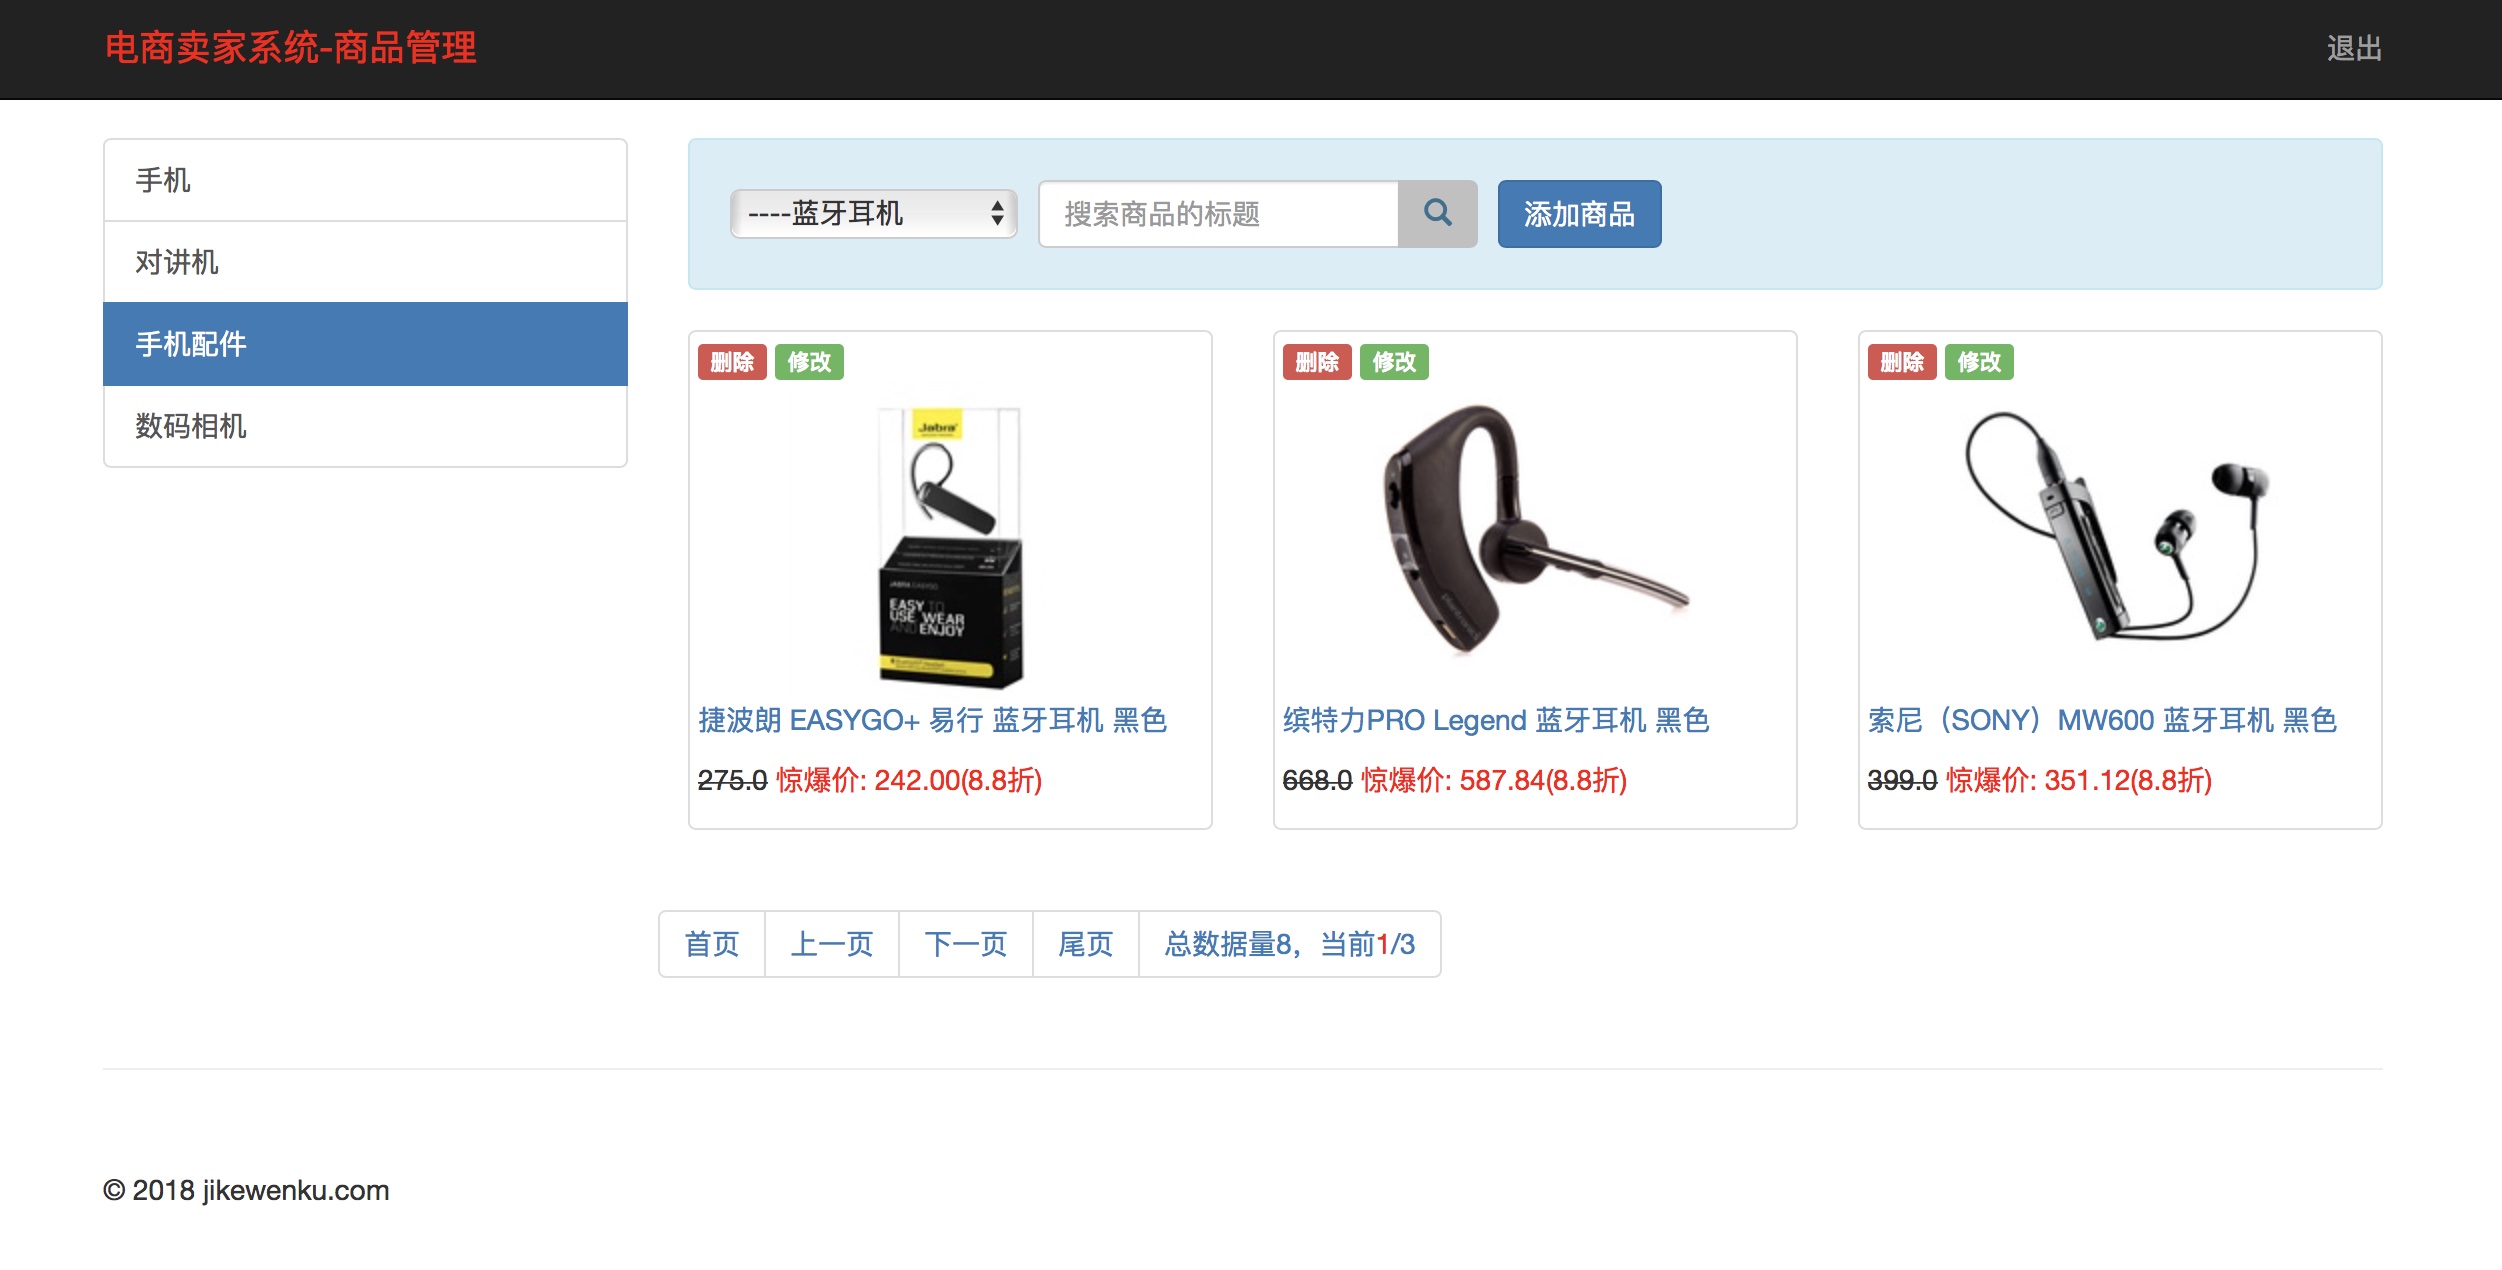 电商卖家系统-商品管理
退出
手机
对讲机
手机配件
数码相机
----蓝牙耳机
搜索商品的标题
添加商品
删除 修改
Jabra
JABRA EASYGO
EASY TO
USE WEAR
AND ENJOY
捷波朗 EASYGO+ 易行 蓝牙耳机 黑色
275.0 惊爆价: 242.00(8.8折)
删除 修改
plantronics
缤特力PRO Legend 蓝牙耳机 黑色
668.0 惊爆价: 587.84(8.8折)
删除 修改
索尼（SONY）MW600 蓝牙耳机 黑色
399.0 惊爆价: 351.12(8.8折)
首页 上一页 下一页 尾页 总数据量8，当前1/3
© 2018 jikewenku.com